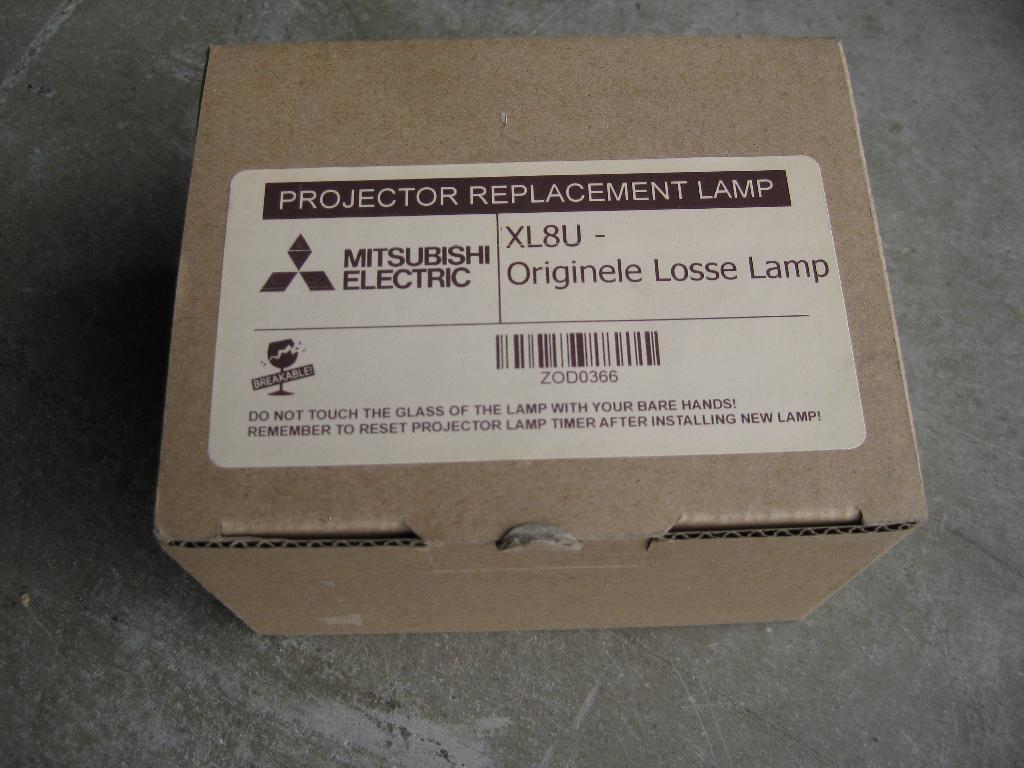 PROJECTOR REPLACEMENT LAMP
MITSUBISHI
ELECTRIC
XL8U -
Originele Losse Lamp
BREAKABLE!
ZOD0366
DO NOT TOUCH THE GLASS OF THE LAMP WITH YOUR BARE HANDS!
REMEMBER TO RESET PROJECTOR LAMP TIMER AFTER INSTALLING NEW LAMP!